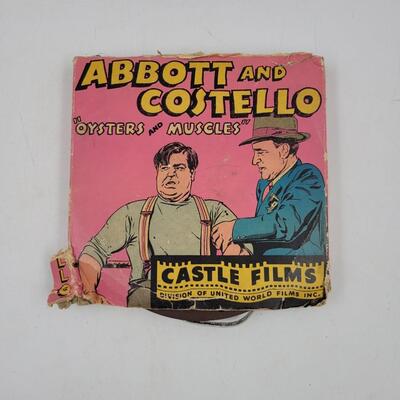 ABBOTT AND
COSTELLO
"OYSTERS AND MUSCLES"
CASTLE FILMS
DIVISION OF UNITED WORLD FILMS INC.